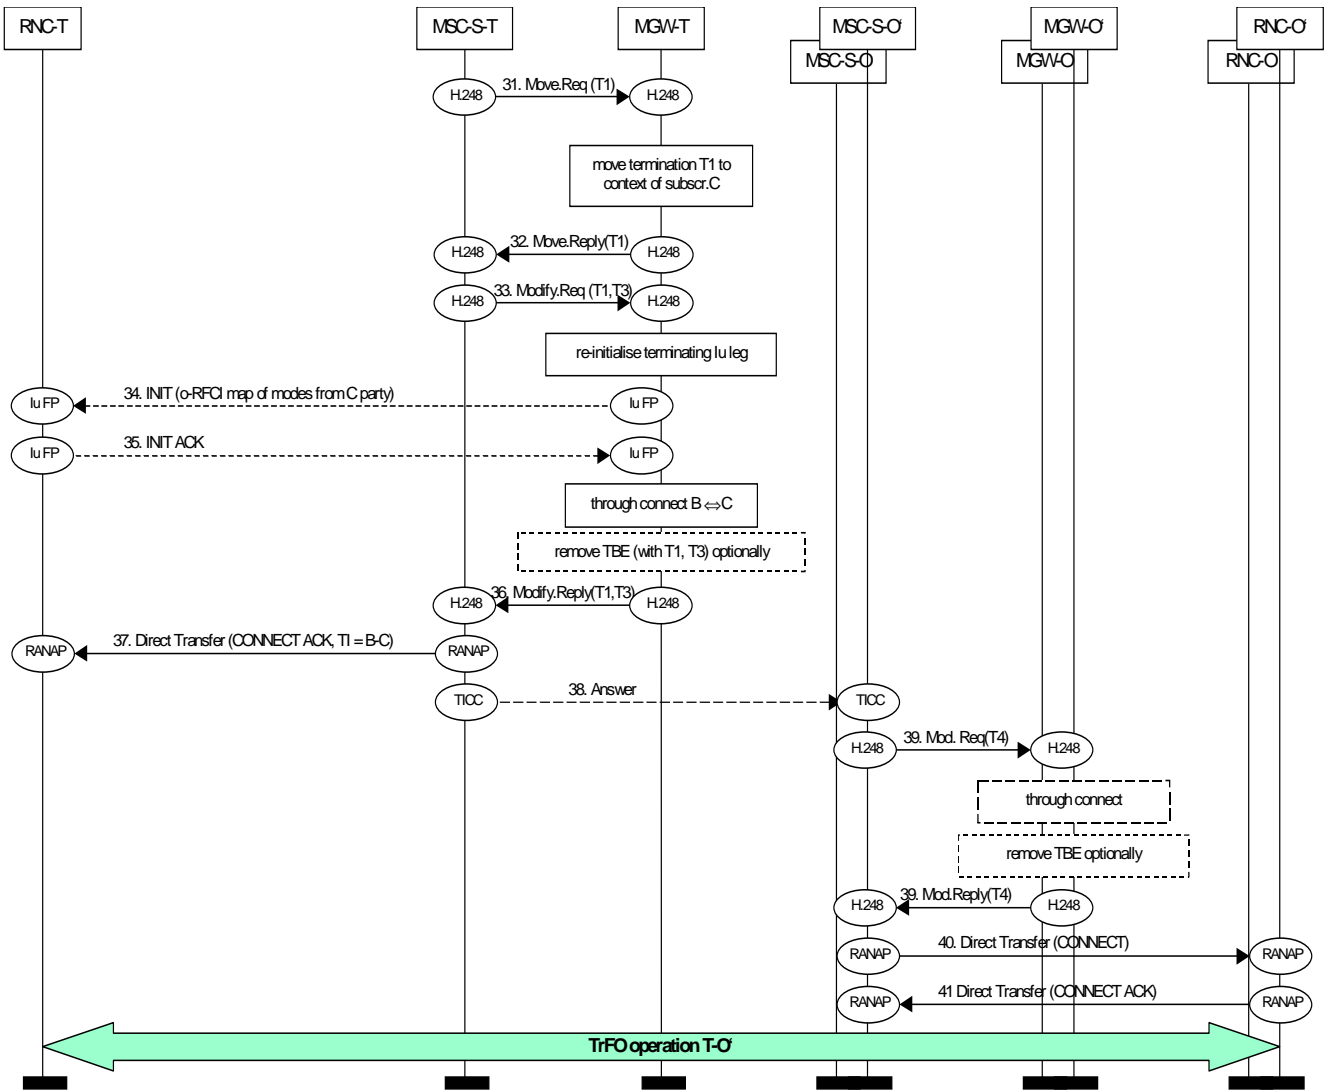 RNC-T
MSC-S-T
MGW-T
MSC-S-O'
MGW-O'
RNC-O'
MSC-S-O
MGW-O
RNC-O
31. Move.Req (T1)
H.248
H.248
move termination T1 to
context of subscr.C
32. Move.Reply(T1)
H.248
H.248
33. Modify.Req (T1,T3)
H.248
H.248
re-initialise terminating Iu leg
34. INIT (o-RFCI map of modes from C party)
Iu FP
Iu FP
35. INIT ACK
Iu FP
Iu FP
through connect B ⇔ C
remove TBE (with T1, T3) optionally
36. Modify.Reply(T1,T3)
H.248
H.248
37. Direct Transfer (CONNECT ACK, TI = B-C)
RANAP
RANAP
38. Answer
TICC
TICC
39. Mod. Req(T4)
H.248
H.248
through connect
remove TBE optionally
39. Mod.Reply(T4)
H.248
H.248
40. Direct Transfer (CONNECT)
RANAP
RANAP
41 Direct Transfer (CONNECT ACK)
RANAP
RANAP
TrFO operation T-O'